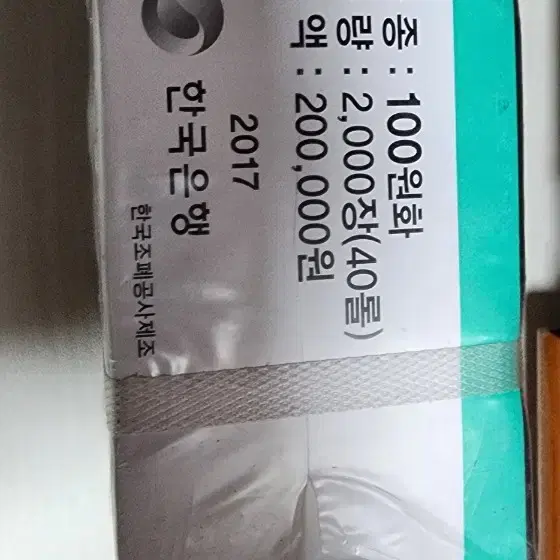 종 : 100원화
량 : 2,000장(40롤)
액 : 200,000원
2017
한국은행
한국조폐공사제조